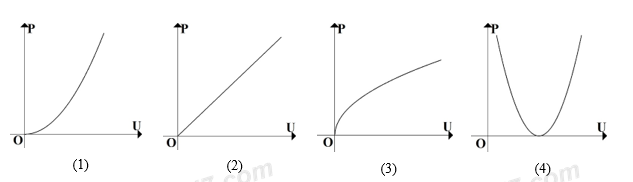 P P P P
O U O U O U O U
(1) (2) (3) (4)